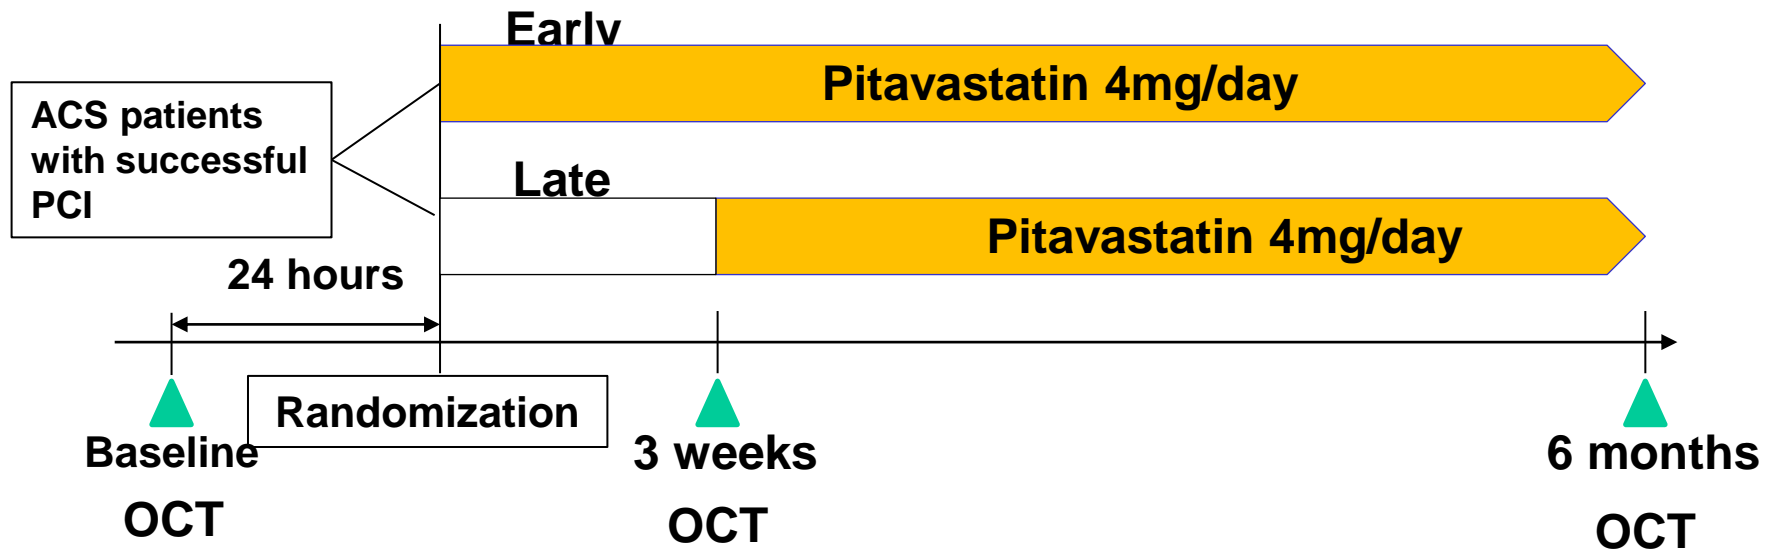 Early
Pitavastatin 4mg/day
ACS patients
with successful
PCI
Late
Pitavastatin 4mg/day
24 hours
Randomization
Baseline
OCT
3 weeks
OCT
6 months
OCT